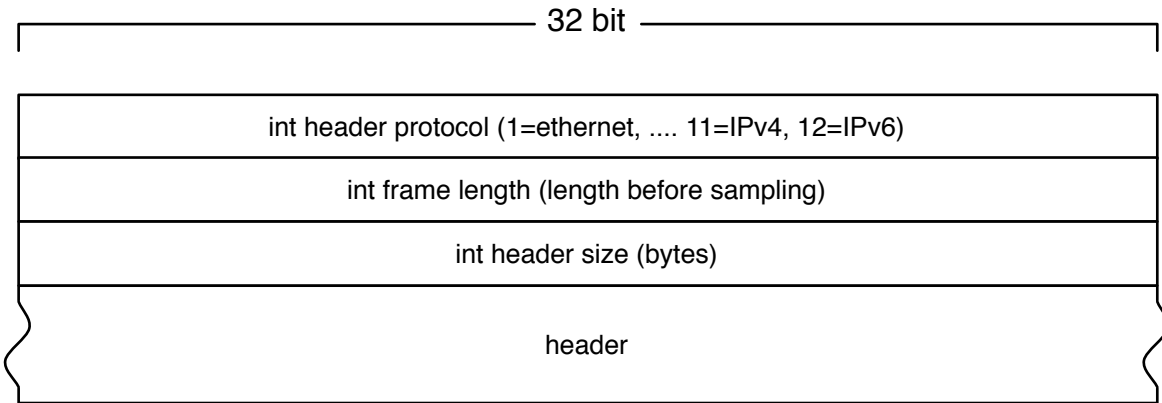 32 bit
int header protocol (1=ethernet, .... 11=IPv4, 12=IPv6)
int frame length (length before sampling)
int header size (bytes)
header